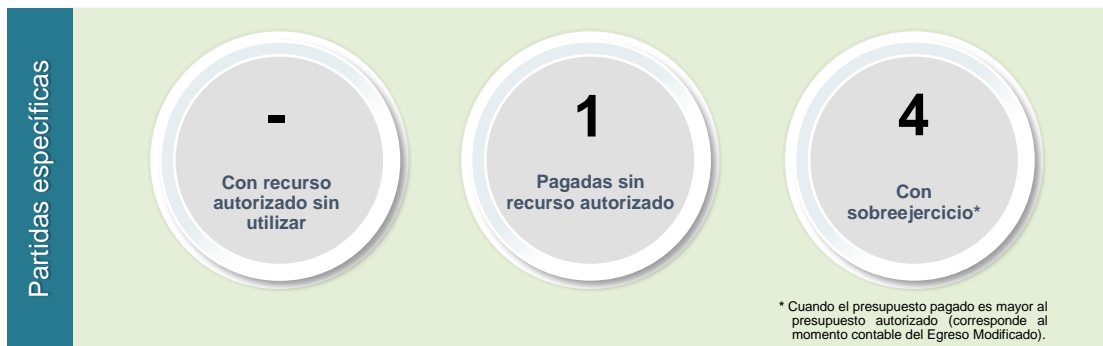 Partidas específicas
-
Con recurso
autorizado sin
utilizar
1
Pagadas sin
recurso autorizado
4
Con
sobreejercicio*
* Cuando el presupuesto pagado es mayor al
presupuesto autorizado (corresponde al
momento contable del Egreso Modificado).